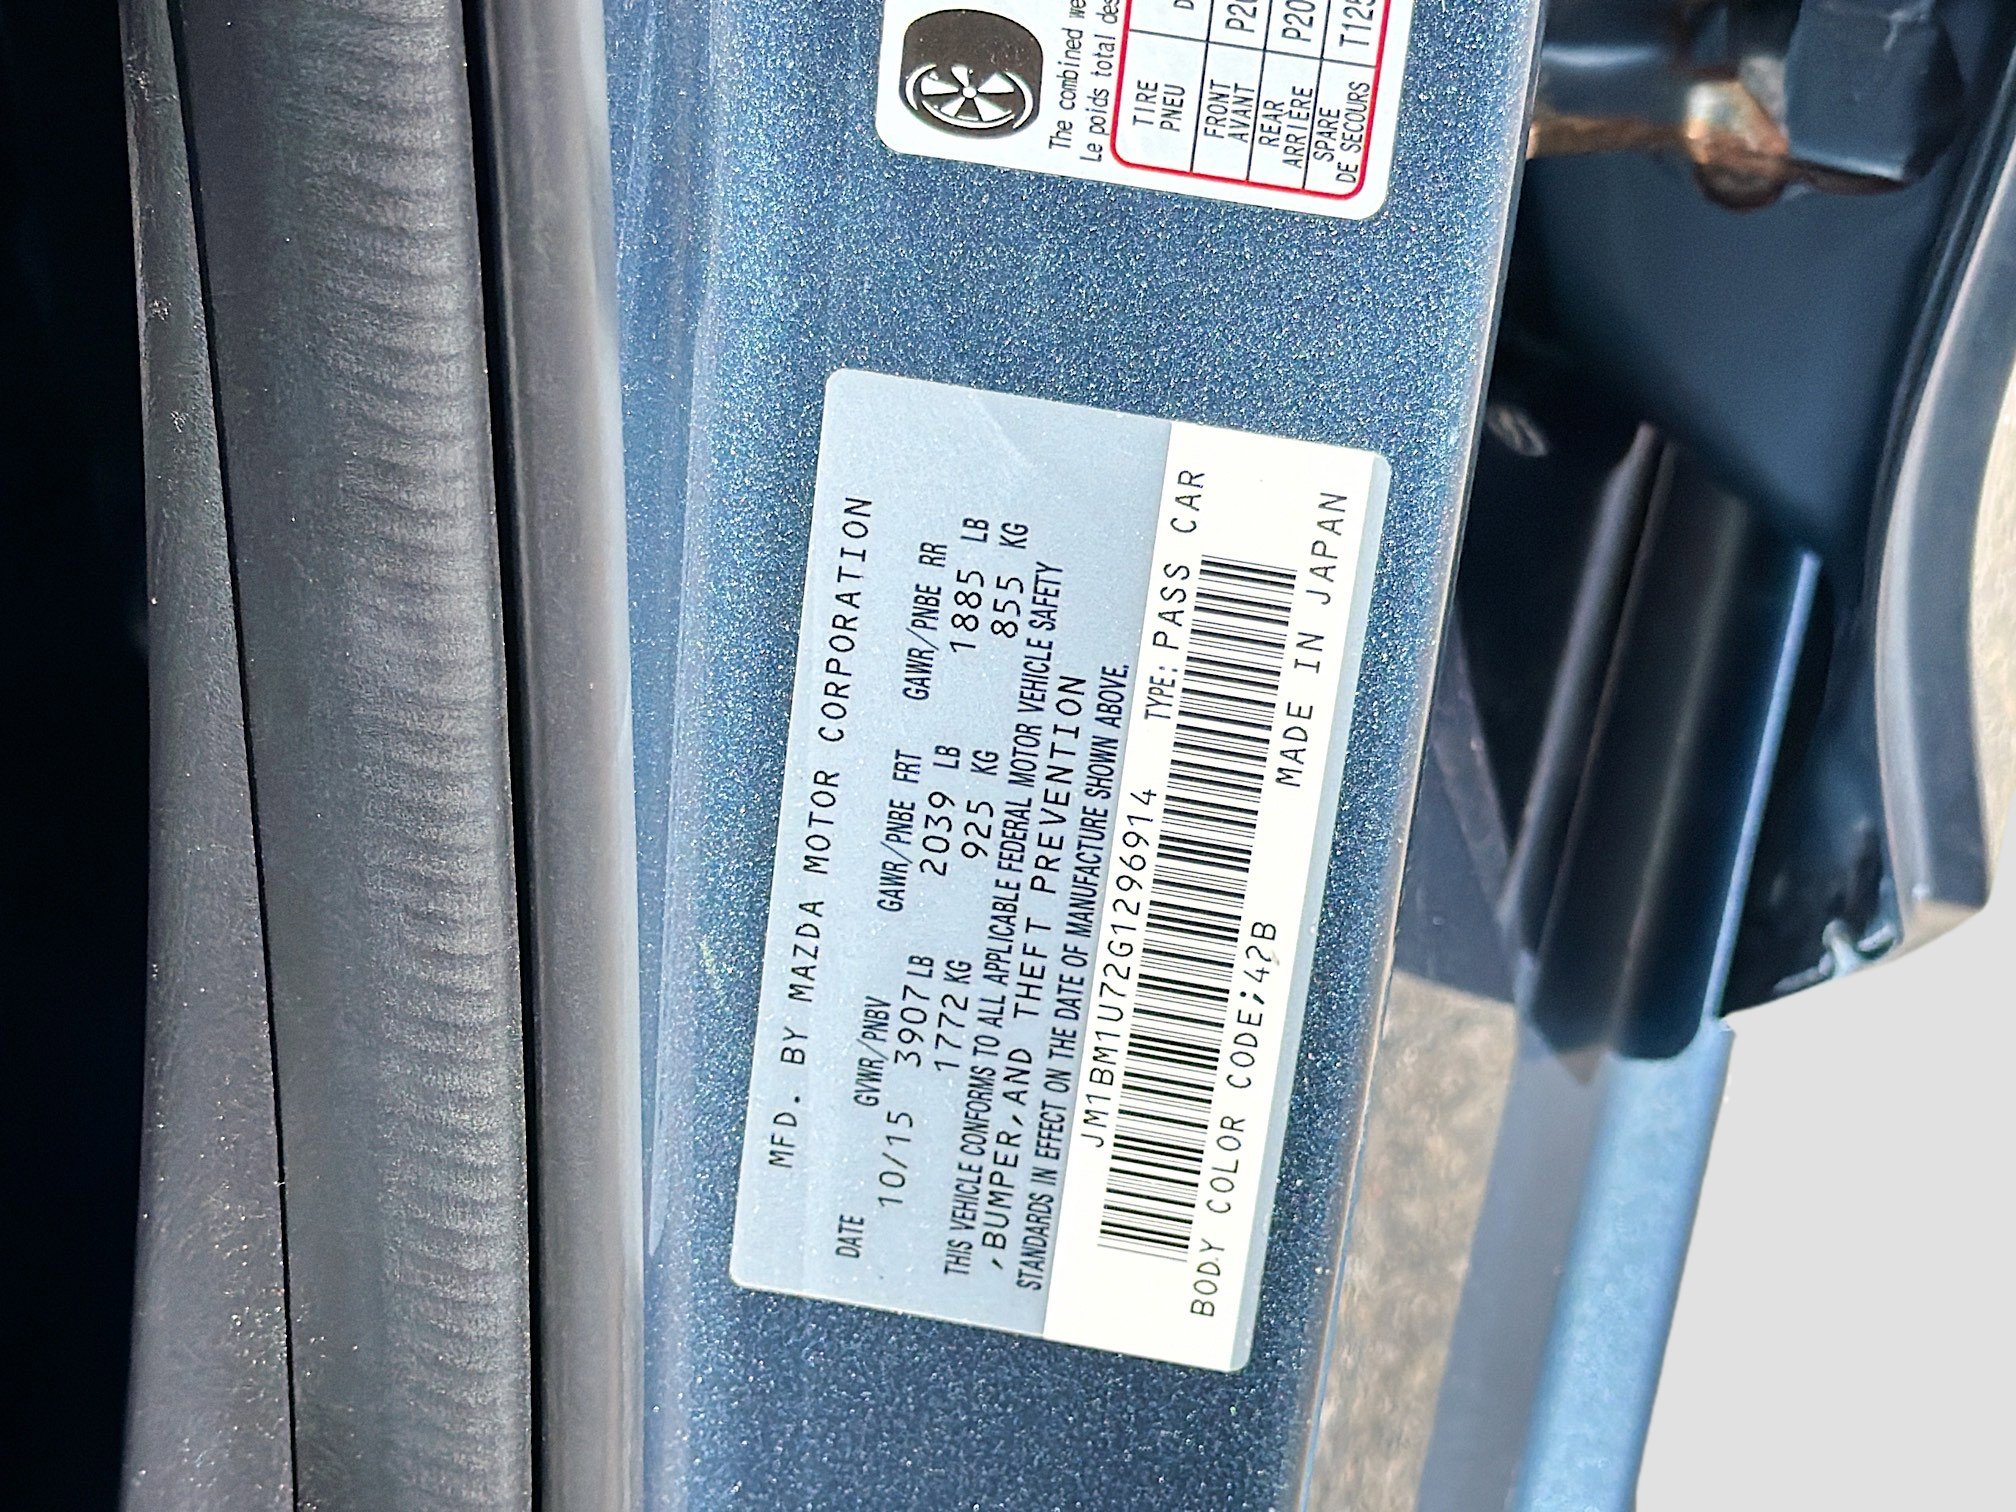 MFD. BY MAZDA MOTOR CORPORATION
DATE GVWR/PNBV GAWR/PNBE FRT GAWR/PNBE RR
10/15 3907 LB 2039 LB 1885 LB
1772 KG 925 KG 855 KG
THIS VEHICLE CONFORMS TO ALL APPLICABLE FEDERAL MOTOR VEHICLE SAFETY
,BUMPER,AND THEFT PREVENTION
STANDARDS IN EFFECT ON THE DATE OF MANUFACTURE SHOWN ABOVE.
JM1BM1U72G1296914 TYPE: PASS CAR
BODY COLOR CODE;42B MADE IN JAPAN
The combined
Le poids total
TIRE
PNEU
FRONT
AVANT
REAR
ARRIERE
SPARE
DE SECOURS